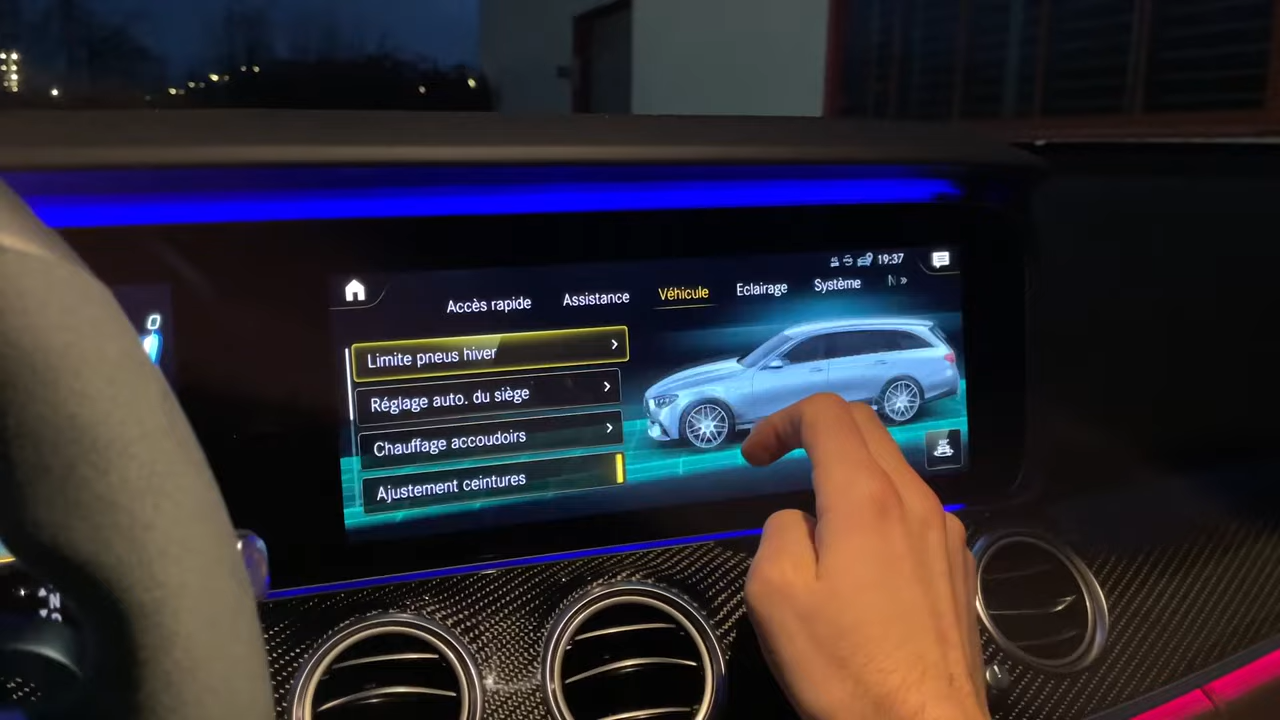 19:37
Accès rapide Assistance Véhicule Eclairage Système N »
Limite pneus hiver
Réglage auto. du siège
Chauffage accoudoirs
Ajustement ceintures
0
N